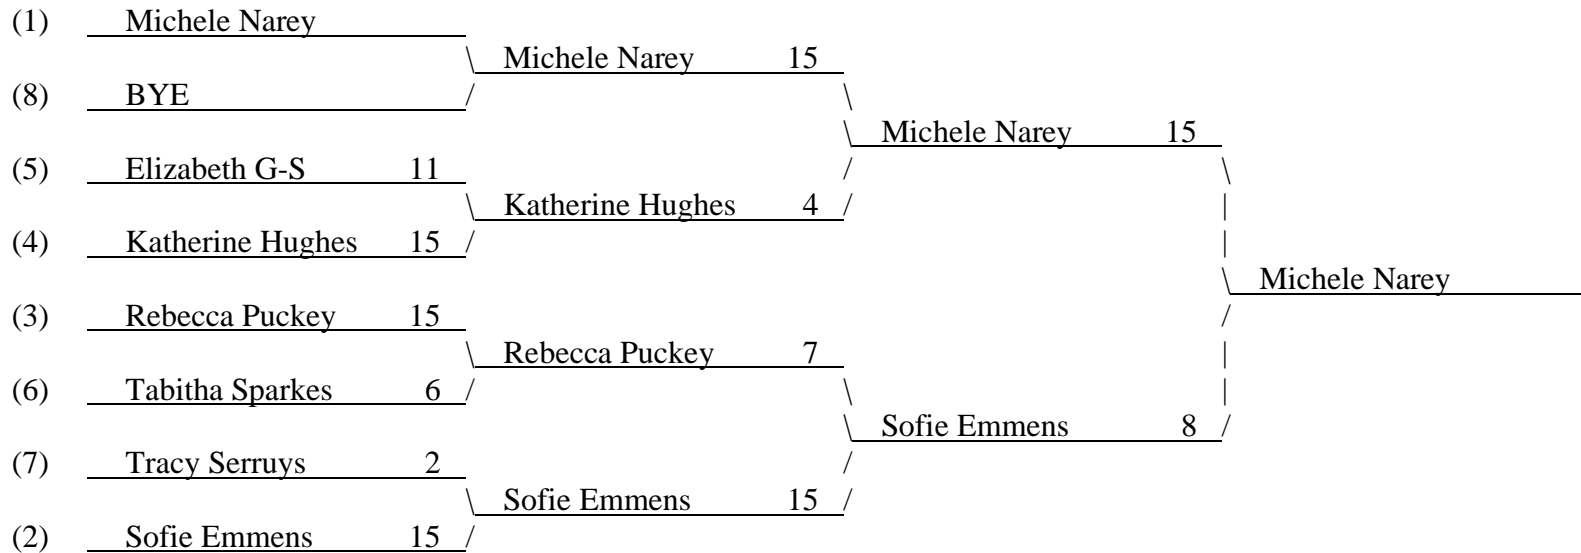 (1) Michele Narey
Michele Narey 15
(8) BYE
Michele Narey 15
(5) Elizabeth G-S 11
Katherine Hughes 4
(4) Katherine Hughes 15
Michele Narey
(3) Rebecca Puckey 15
Rebecca Puckey 7
(6) Tabitha Sparkes 6
Sofie Emmens 8
(7) Tracy Serruys 2
Sofie Emmens 15
(2) Sofie Emmens 15